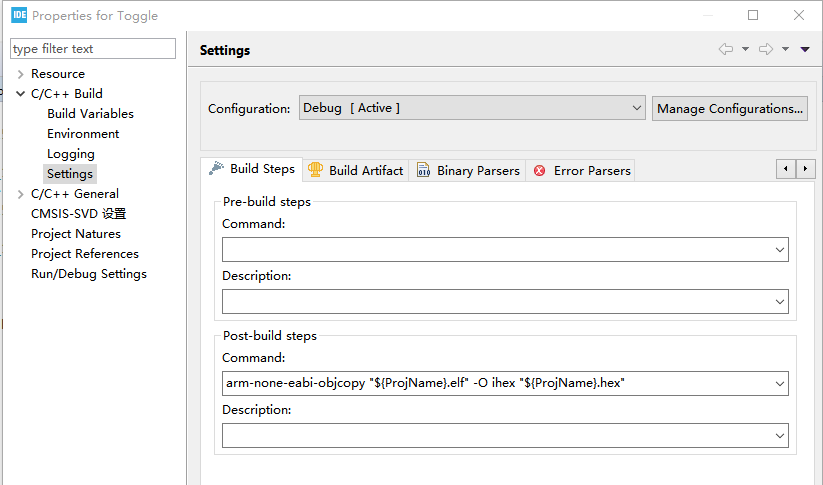 IDE Properties for Toggle
type filter text
Resource
C/C++ Build
Build Variables
Environment
Logging
Settings
C/C++ General
CMSIS-SVD 设置
Project Natures
Project References
Run/Debug Settings
Settings
Configuration:
Debug [ Active ]
Manage Configurations...
Build Steps
Build Artifact
010 Binary Parsers
Error Parsers
Pre-build steps
Command:
Description:
Post-build steps
Command:
arm-none-eabi-objcopy "${ProjName}.elf" -O ihex "${ProjName}.hex"
Description: